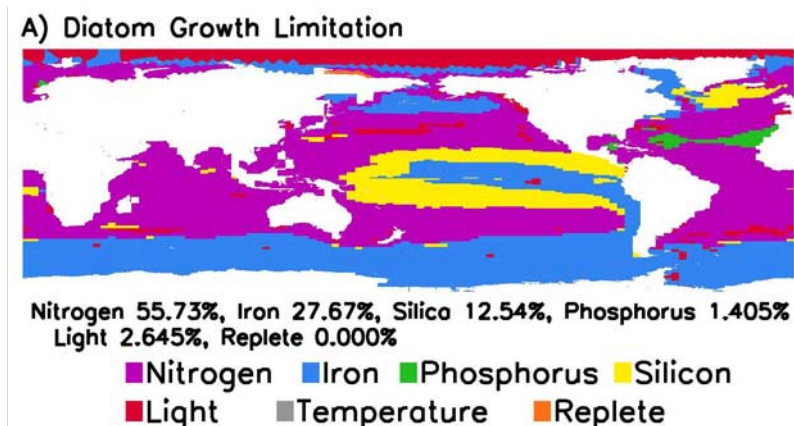 A) Diatom Growth Limitation
Nitrogen 55.73%, Iron 27.67%, Silica 12.54%, Phosphorus 1.405%
Light 2.645%, Replete 0.000%
Nitrogen Iron Phosphorus Silicon
Light Temperature Replete